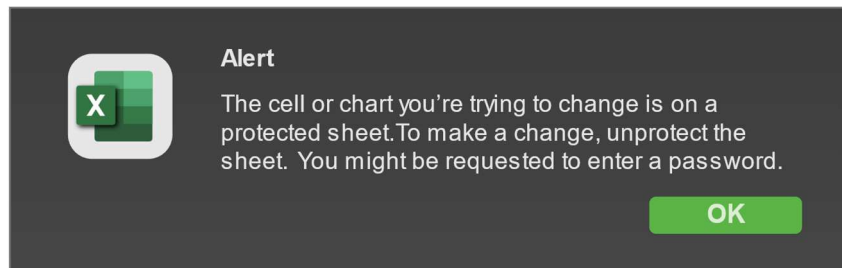 Alert
X
The cell or chart you’re trying to change is on a
protected sheet.To make a change, unprotect the
sheet. You might be requested to enter a password.
OK